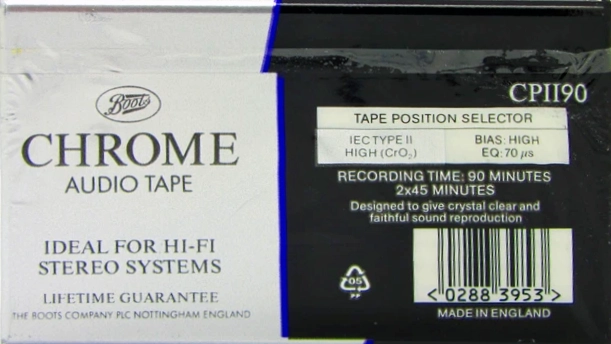 Boots
CHROME
AUDIO TAPE
IDEAL FOR HI-FI
STEREO SYSTEMS
LIFETIME GUARANTEE
THE BOOTS COMPANY PLC NOTTINGHAM ENGLAND
CPII90
TAPE POSITION SELECTOR
IEC TYPE II BIAS: HIGH
HIGH (CrO₂) EQ: 70 µs
RECORDING TIME: 90 MINUTES
2x45 MINUTES
Designed to give crystal clear and
faithful sound reproduction
05
<0288 3953>
MADE IN ENGLAND